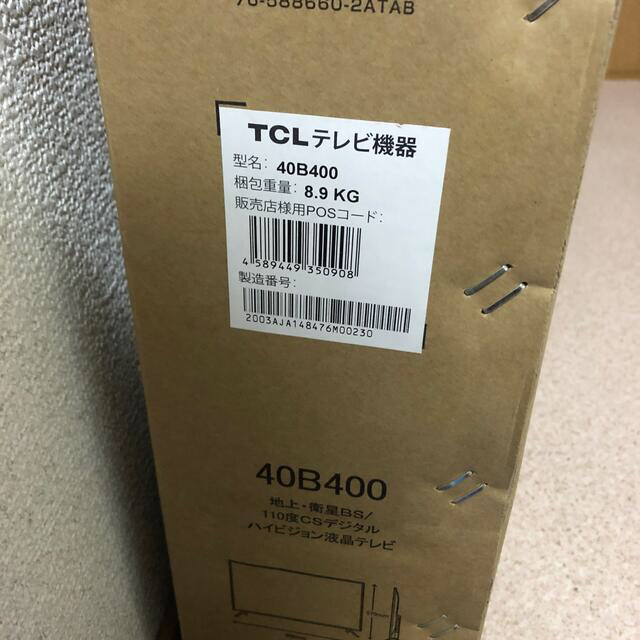 76-588660-2ATAB
TCLテレビ機器
型名: 40B400
梱包重量: 8.9 KG
販売店様用POSコード:
4 589449 350908
製造番号:
2003AJA148476M00230
40B400
地上・衛星BS/
110度CSデジタル
ハイビジョン液晶テレビ